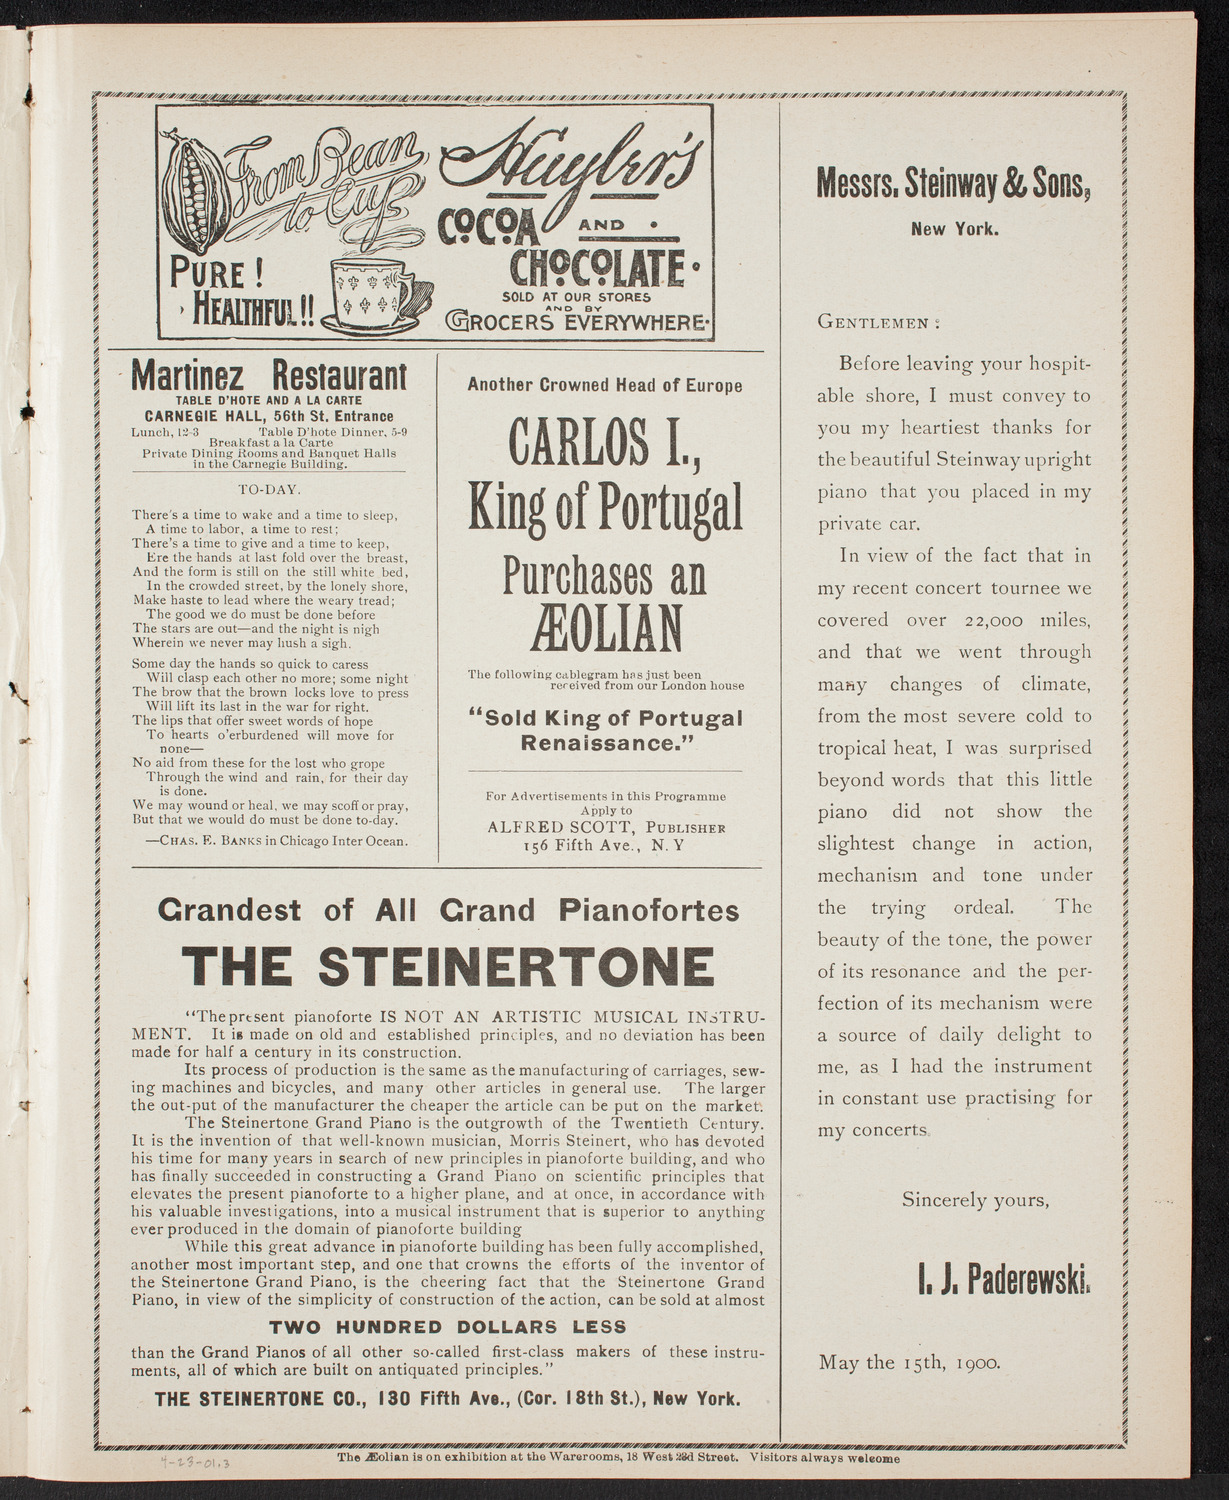 From Bean
to Cup
PURE!
HEALTHFUL!!
Huyler's
COCOA AND
CHOCOLATE
SOLD AT OUR STORES
AND BY
GROCERS EVERYWHERE
Martinez Restaurant
TABLE D'HOTE AND A LA CARTE
CARNEGIE HALL, 56th St. Entrance
Lunch, 12-3 Table D'hote Dinner, 5-9
Breakfast a la Carte
Private Dining Rooms and Banquet Halls
in the Carnegie Building.
TO-DAY.
There's a time to wake and a time to sleep,
A time to labor, a time to rest;
There's a time to give and a time to keep,
Ere the hands at last fold over the breast,
And the form is still on the still white bed,
In the crowded street, by the lonely shore,
Make haste to lead where the weary tread;
The good we do must be done before
The stars are out—and the night is nigh
Wherein we never may hush a sigh.
Some day the hands so quick to caress
Will clasp each other no more; some night
The brow that the brown locks love to press
Will lift its last in the war for right.
The lips that offer sweet words of hope
To hearts o'erburdened will move for
none—
No aid from these for the lost who grope
Through the wind and rain, for their day
is done.
We may wound or heal, we may scoff or pray,
But that we would do must be done to-day.
—CHAS. E. BANKS in Chicago Inter Ocean.
Another Crowned Head of Europe
CARLOS I.,
King of Portugal
Purchases an
ÆOLIAN
The following cablegram has just been
received from our London house
"Sold King of Portugal
Renaissance."
For Advertisements in this Programme
Apply to
ALFRED SCOTT, PUBLISHER
156 Fifth Ave., N. Y
Grandest of All Grand Pianofortes
THE STEINERTONE
"The present pianoforte IS NOT AN ARTISTIC MUSICAL INSTRU-
MENT. It is made on old and established principles, and no deviation has been
made for half a century in its construction.
Its process of production is the same as the manufacturing of carriages, sew-
ing machines and bicycles, and many other articles in general use. The larger
the out-put of the manufacturer the cheaper the article can be put on the market.
The Steinertone Grand Piano is the outgrowth of the Twentieth Century.
It is the invention of that well-known musician, Morris Steinert, who has devoted
his time for many years in search of new principles in pianoforte building, and who
has finally succeeded in constructing a Grand Piano on scientific principles that
elevates the present pianoforte to a higher plane, and at once, in accordance with
his valuable investigations, into a musical instrument that is superior to anything
ever produced in the domain of pianoforte building
While this great advance in pianoforte building has been fully accomplished,
another most important step, and one that crowns the efforts of the inventor of
the Steinertone Grand Piano, is the cheering fact that the Steinertone Grand
Piano, in view of the simplicity of construction of the action, can be sold at almost
TWO HUNDRED DOLLARS LESS
than the Grand Pianos of all other so-called first-class makers of these instru-
ments, all of which are built on antiquated principles."
THE STEINERTONE CO., 130 Fifth Ave., (Cor. 18th St.), New York.
Messrs. Steinway & Sons,
New York.
GENTLEMEN:
Before leaving your hospit-
able shore, I must convey to
you my heartiest thanks for
the beautiful Steinway upright
piano that you placed in my
private car.
In view of the fact that in
my recent concert tournee we
covered over 22,000 miles,
and that we went through
many changes of climate,
from the most severe cold to
tropical heat, I was surprised
beyond words that this little
piano did not show the
slightest change in action,
mechanism and tone under
the trying ordeal. The
beauty of the tone, the power
of its resonance and the per-
fection of its mechanism were
a source of daily delight to
me, as I had the instrument
in constant use practising for
my concerts.
Sincerely yours,
I. J. Paderewski.
May the 15th, 1900.
The Æolian is on exhibition at the Warerooms, 18 West 23d Street. Visitors always welcome
4-23-01.3